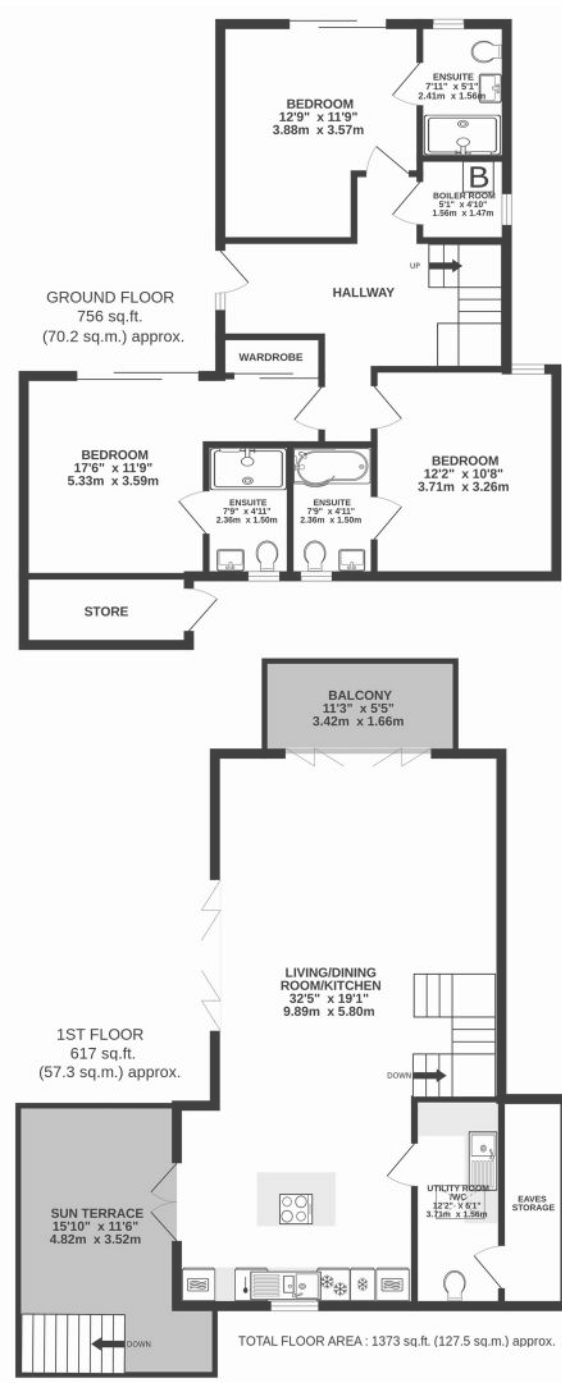 ENSUITE
7'11" x 5'1"
2.41m x 1.56m
BEDROOM
12'9" x 11'9"
3.88m x 3.57m
B
BOILER ROOM
5'1" x 4'10"
1.56m x 1.47m
UP
HALLWAY
GROUND FLOOR
756 sq.ft.
(70.2 sq.m.) approx.
WARDROBE
BEDROOM
17'6" x 11'9"
5.33m x 3.59m
BEDROOM
12'2" x 10'8"
3.71m x 3.26m
ENSUITE
7'9" x 4'11"
2.36m x 1.50m
ENSUITE
7'9" x 4'11"
2.36m x 1.50m
STORE
BALCONY
11'3" x 5'5"
3.42m x 1.66m
LIVING/DINING
ROOM/KITCHEN
32'5" x 19'1"
9.89m x 5.80m
1ST FLOOR
617 sq.ft.
(57.3 sq.m.) approx.
DOWN
UTILITY ROOM
/WC
12'2" x 6'1"
3.71m x 1.56m
EAVES
STORAGE
SUN TERRACE
15'10" x 11'6"
4.82m x 3.52m
DOWN
TOTAL FLOOR AREA : 1373 sq.ft. (127.5 sq.m.) approx.